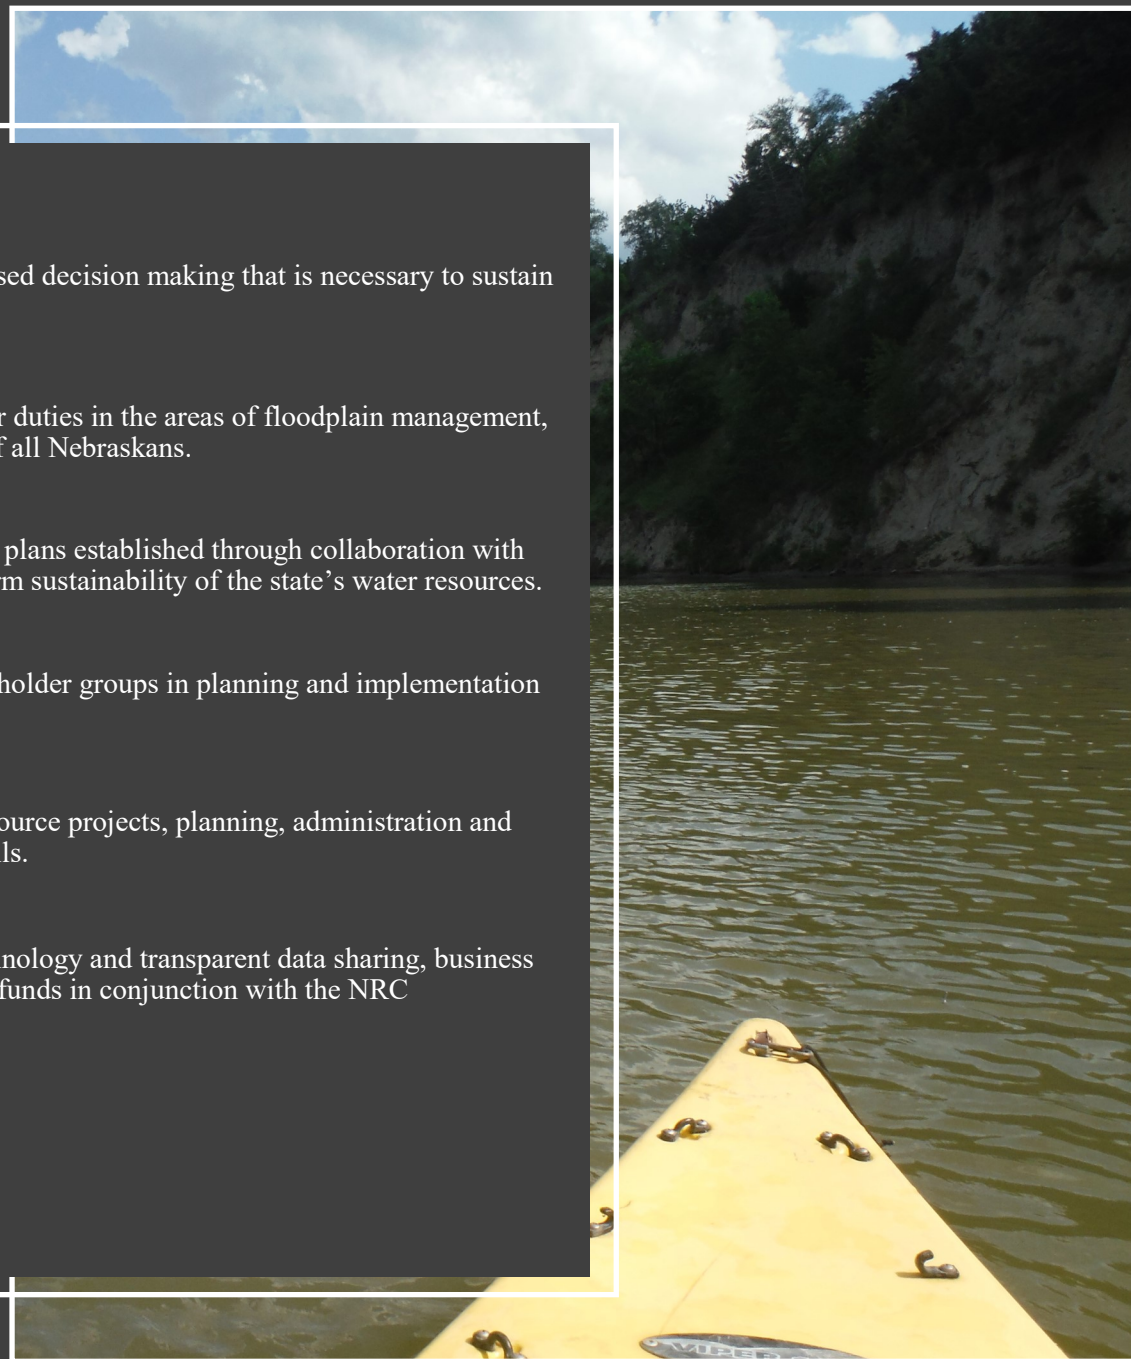 sed decision making that is necessary to sustain
r duties in the areas of floodplain management,
f all Nebraskans.
plans established through collaboration with
rm sustainability of the state’s water resources.
holder groups in planning and implementation
ource projects, planning, administration and
ls.
nology and transparent data sharing, business
funds in conjunction with the NRC
VIPER